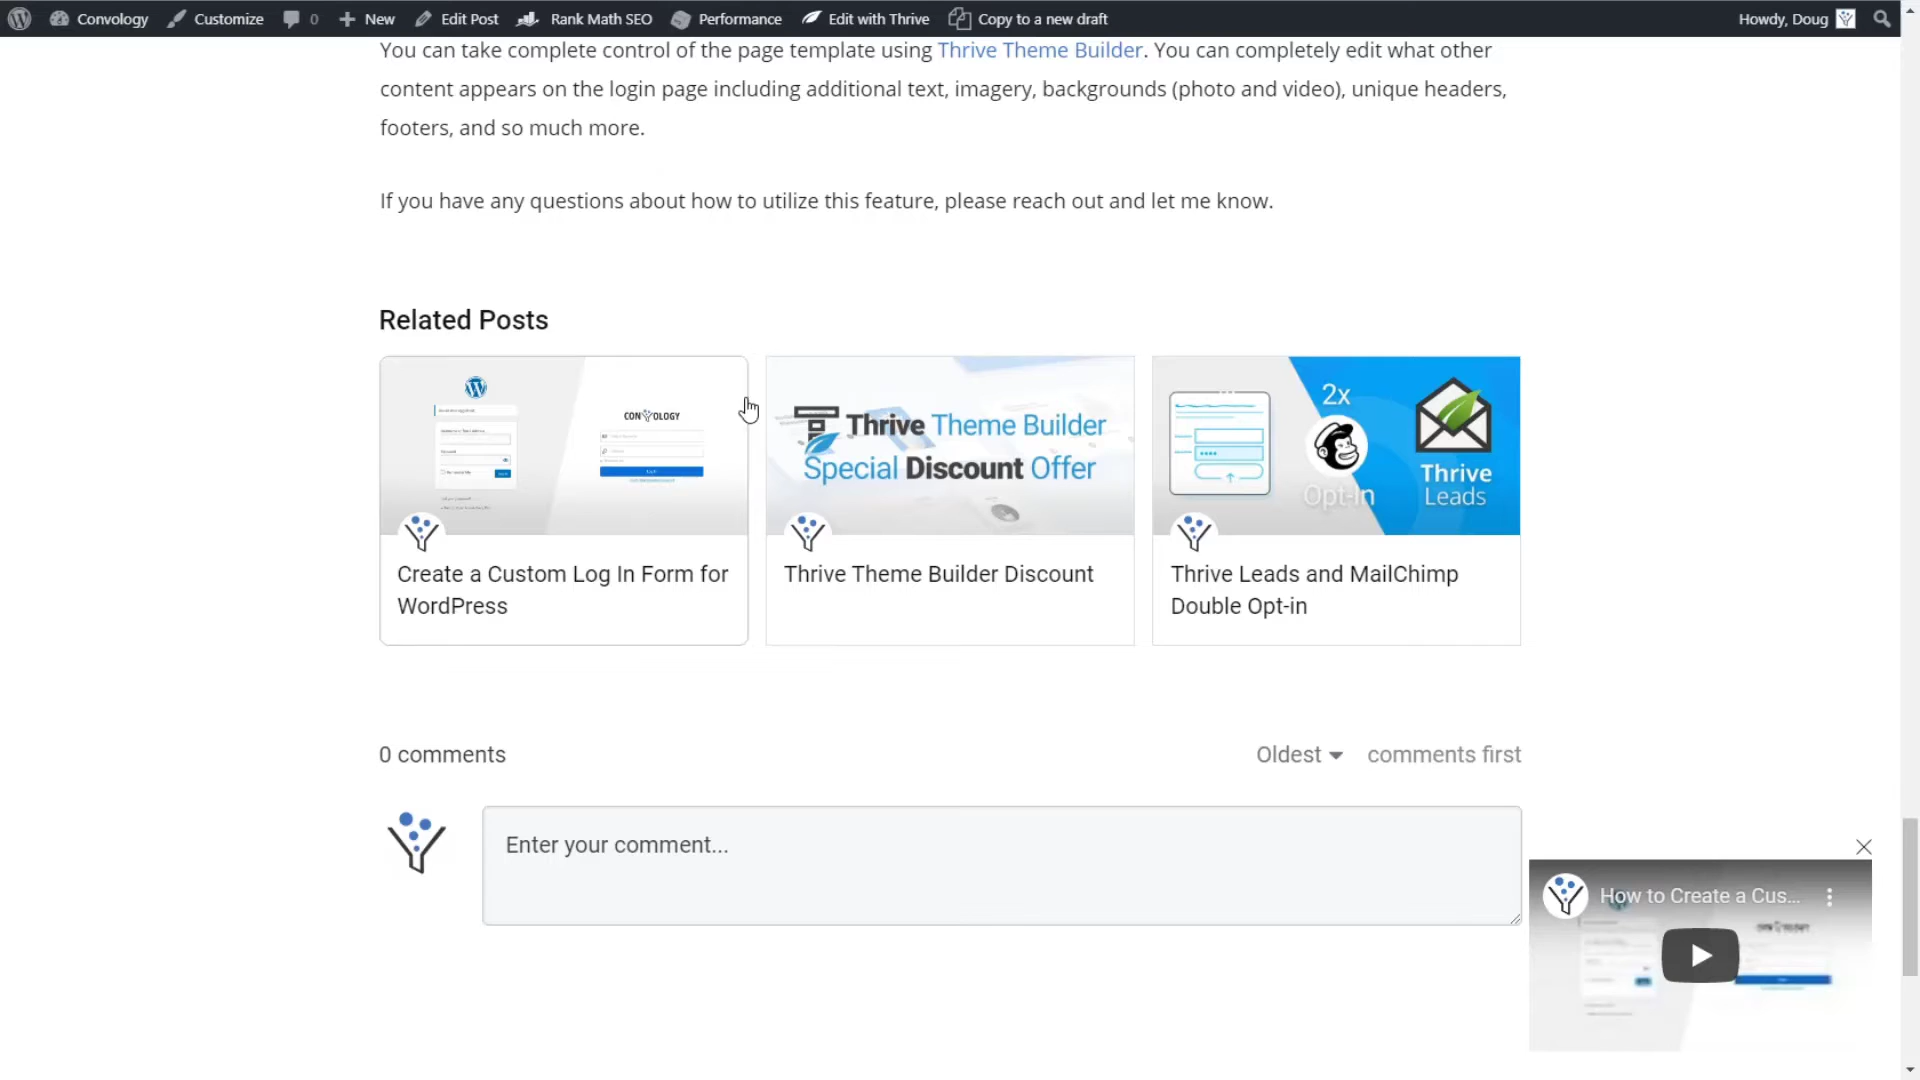 Convology Customize 0 New Edit Post Rank Math SEO Performance Edit with Thrive Copy to a new draft Howdy, Doug
You can take complete control of the page template using Thrive Theme Builder. You can completely edit what other
content appears on the login page including additional text, imagery, backgrounds (photo and video), unique headers,
footers, and so much more.
If you have any questions about how to utilize this feature, please reach out and let me know.
Related Posts
CONVOLOGY
Log In
Thrive Theme Builder
Special Discount Offer
2x
Opt-In
Thrive
Leads
Create a Custom Log In Form for
WordPress
Thrive Theme Builder Discount
Thrive Leads and MailChimp
Double Opt-in
0 comments
Oldest comments first
Enter your comment...
How to Create a Cus...